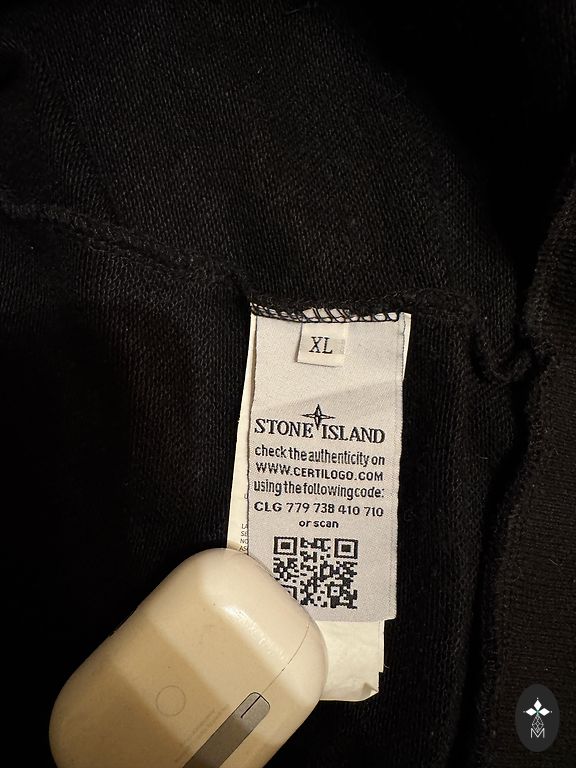 XL
STONE ISLAND
check the authenticity on
WWW.CERTILOGO.COM
using the following code:
CLG 779 738 410 710
or scan